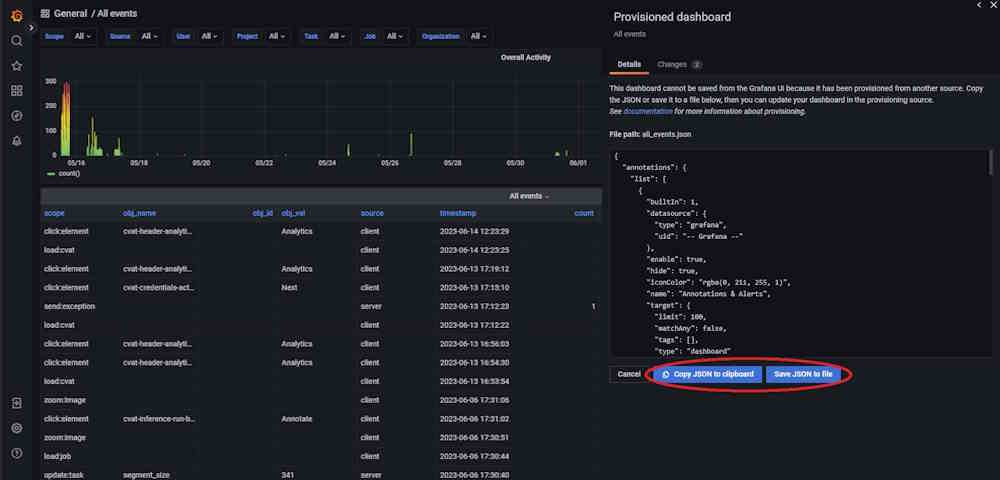 General / All events
Scope All Source All User All Project All Task All Job All Organization All
Overall Activity
300
200
100
0
05/16 05/18 05/20 05/22 05/24 05/26 05/28 05/30 06/01
count()
All events
scope obj_name obj_id obj_val source timestamp count
click:element cvat-header-analyti... Analytics client 2023-06-14 12:23:29
load:cvat client 2023-06-14 12:23:25
click:element cvat-header-analyti... Analytics client 2023-06-13 17:19:12
click:element cvat-credentials-act... Next client 2023-06-13 17:13:10
send:exception server 2023-06-13 17:12:23 1
load:cvat client 2023-06-13 17:12:22
click:element cvat-header-analyti... Analytics client 2023-06-13 16:56:03
click:element cvat-header-analyti... Analytics client 2023-06-13 16:54:30
load:cvat client 2023-06-13 16:53:54
zoom:image client 2023-06-06 17:31:06
click:element cvat-inference-run-b... Annotate client 2023-06-06 17:31:02
zoom:image client 2023-06-06 17:30:51
load:job client 2023-06-06 17:30:44
update:task segment_size 341 server 2023-06-06 17:30:40
Provisioned dashboard
All events
Details Changes 2
This dashboard cannot be saved from the Grafana UI because it has been provisioned from another source. Copy
the JSON or save it to a file below, then you can update your dashboard in the provisioning source.
See documentation for more information about provisioning.
File path: all_events.json
{
"annotations": {
"list": [
{
"builtIn": 1,
"datasource": {
"type": "grafana",
"uid": "-- Grafana --"
},
"enable": true,
"hide": true,
"iconColor": "rgba(0, 211, 255, 1)",
"name": "Annotations & Alerts",
"target": {
"limit": 100,
"matchAny": false,
"tags": [],
"type": "dashboard"
Cancel Copy JSON to clipboard Save JSON to file